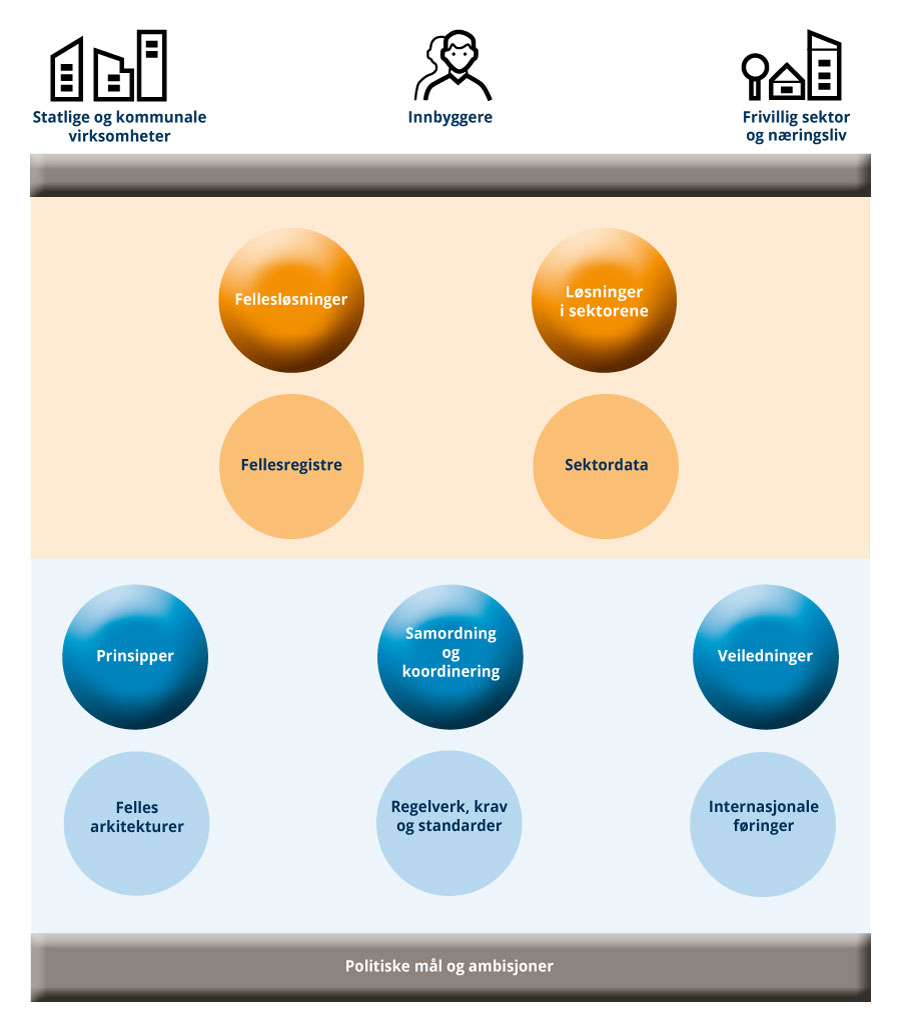 Statlige og kommunale
virksomheter
Innbyggere
Frivillig sektor
og næringsliv
Fellesløsninger
Løsninger
i sektorene
Fellesregistre
Sektordata
Prinsipper
Samordning
og
koordinering
Veiledninger
Felles
arkitekturer
Regelverk, krav
og standarder
Internasjonale
føringer
Politiske mål og ambisjoner